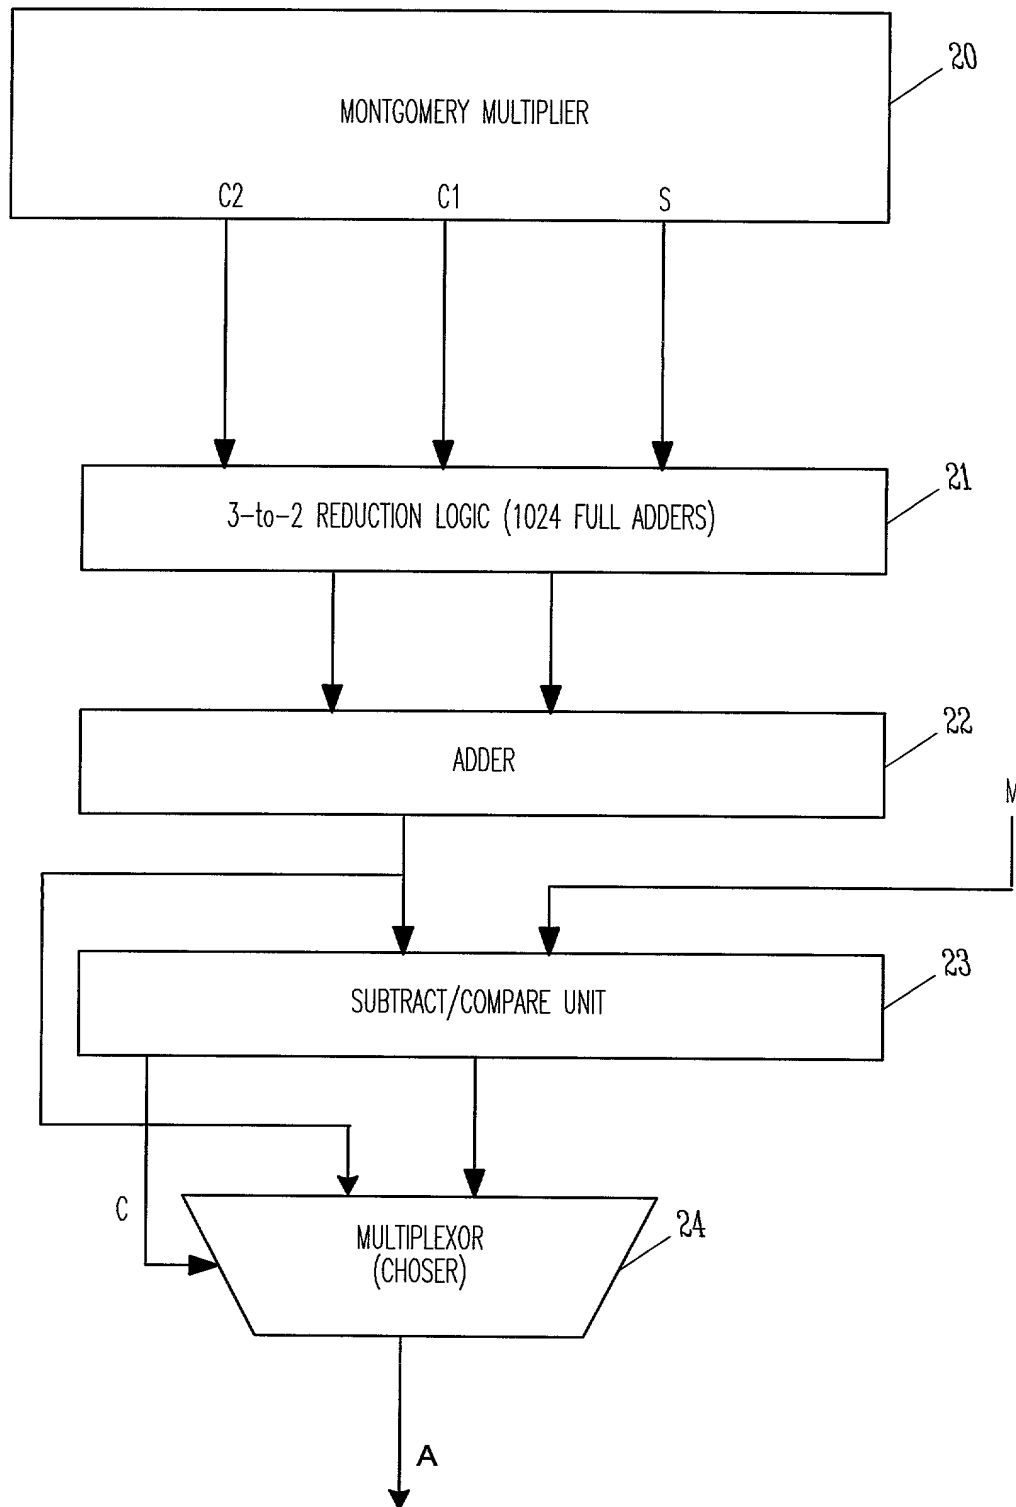 20
MONTGOMERY MULTIPLIER
C2 C1 S
21
3-to-2 REDUCTION LOGIC (1024 FULL ADDERS)
22
ADDER
M
23
SUBTRACT/COMPARE UNIT
C
24
MULTIPLEXOR
(CHOSER)
A